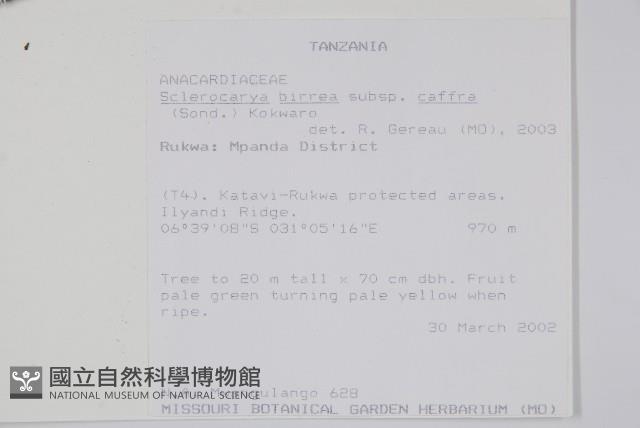 TANZANIA
ANACARDIACEAE
Sclerocarya birrea subsp. caffra
(Sond.) Kokwaro
det. R. Gereau (MO), 2003
Rukwa: Mpanda District
(T4). Katavi-Rukwa protected areas.
Ilyandi Ridge.
06°39'08"S 031°05'16"E 970 m
Tree to 20 m tall x 70 cm dbh. Fruit
pale green turning pale yellow when
ripe.
30 March 2002
國立自然科學博物館
NATIONAL MUSEUM OF NATURAL SCIENCE
628
MISSOURI BOTANICAL GARDEN HERBARIUM (MO)